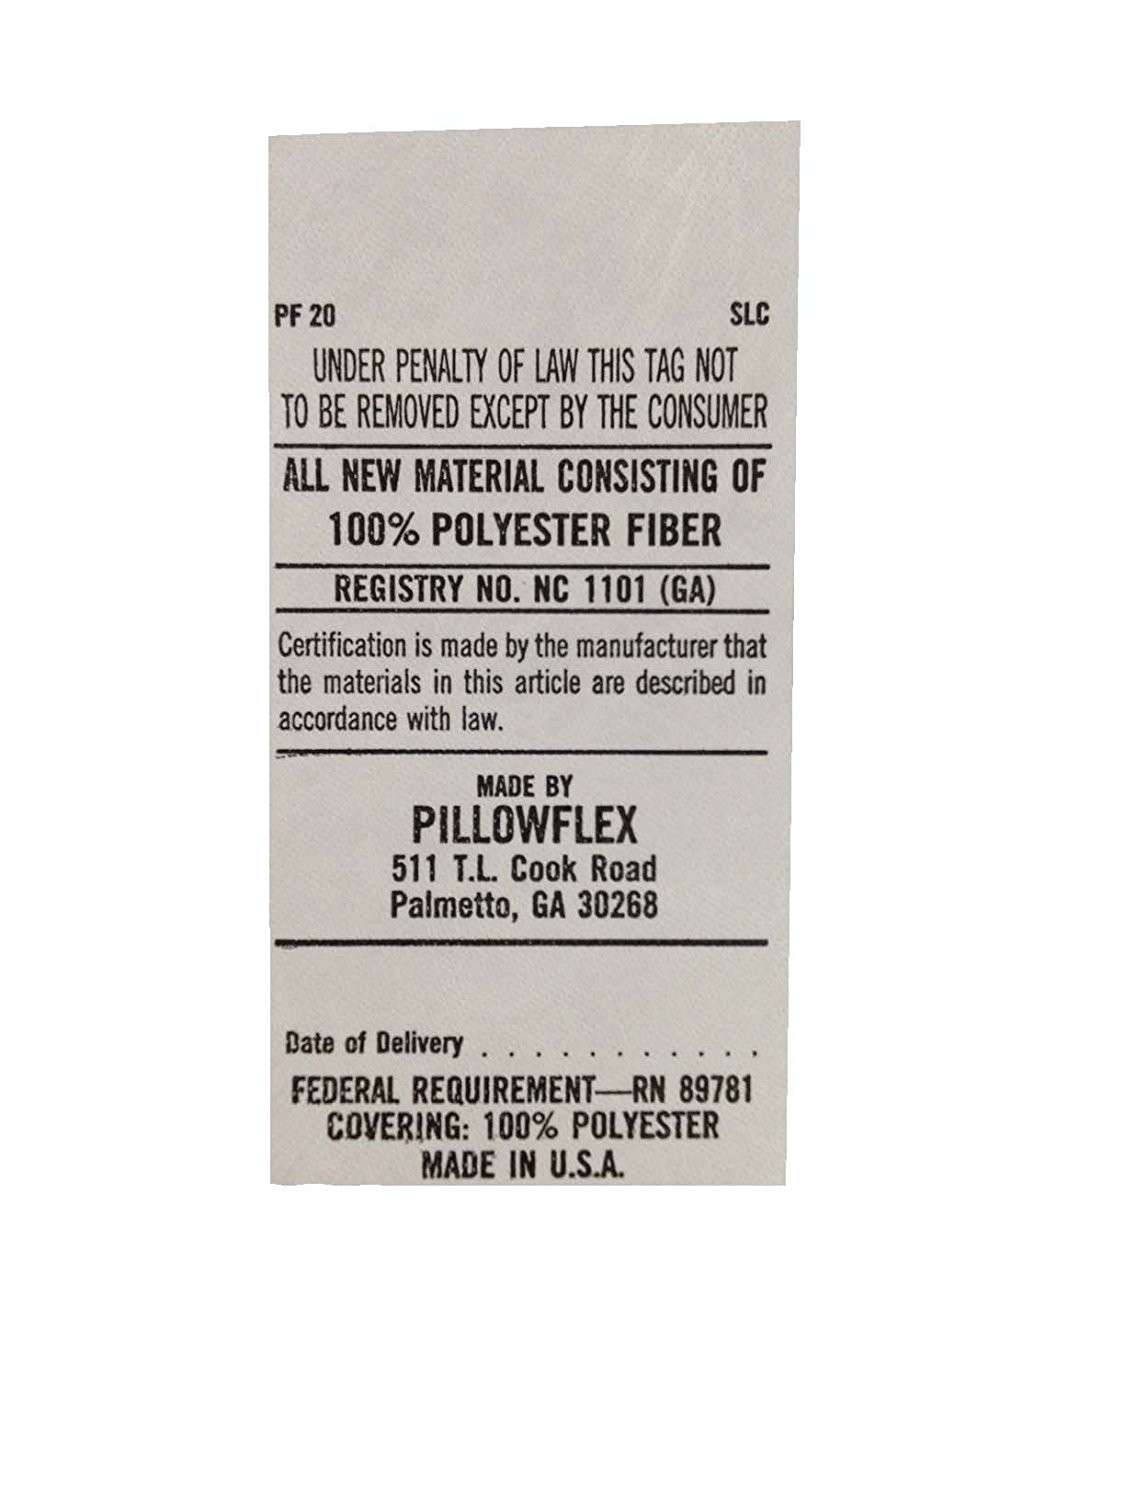 PF 20 SLC
UNDER PENALTY OF LAW THIS TAG NOT
TO BE REMOVED EXCEPT BY THE CONSUMER
ALL NEW MATERIAL CONSISTING OF
100% POLYESTER FIBER
REGISTRY NO. NC 1101 (GA)
Certification is made by the manufacturer that
the materials in this article are described in
accordance with law.
MADE BY
PILLOWFLEX
511 T.L. Cook Road
Palmetto, GA 30268
Date of Delivery . . . . . . . . . . .
FEDERAL REQUIREMENT—RN 89781
COVERING: 100% POLYESTER
MADE IN U.S.A.